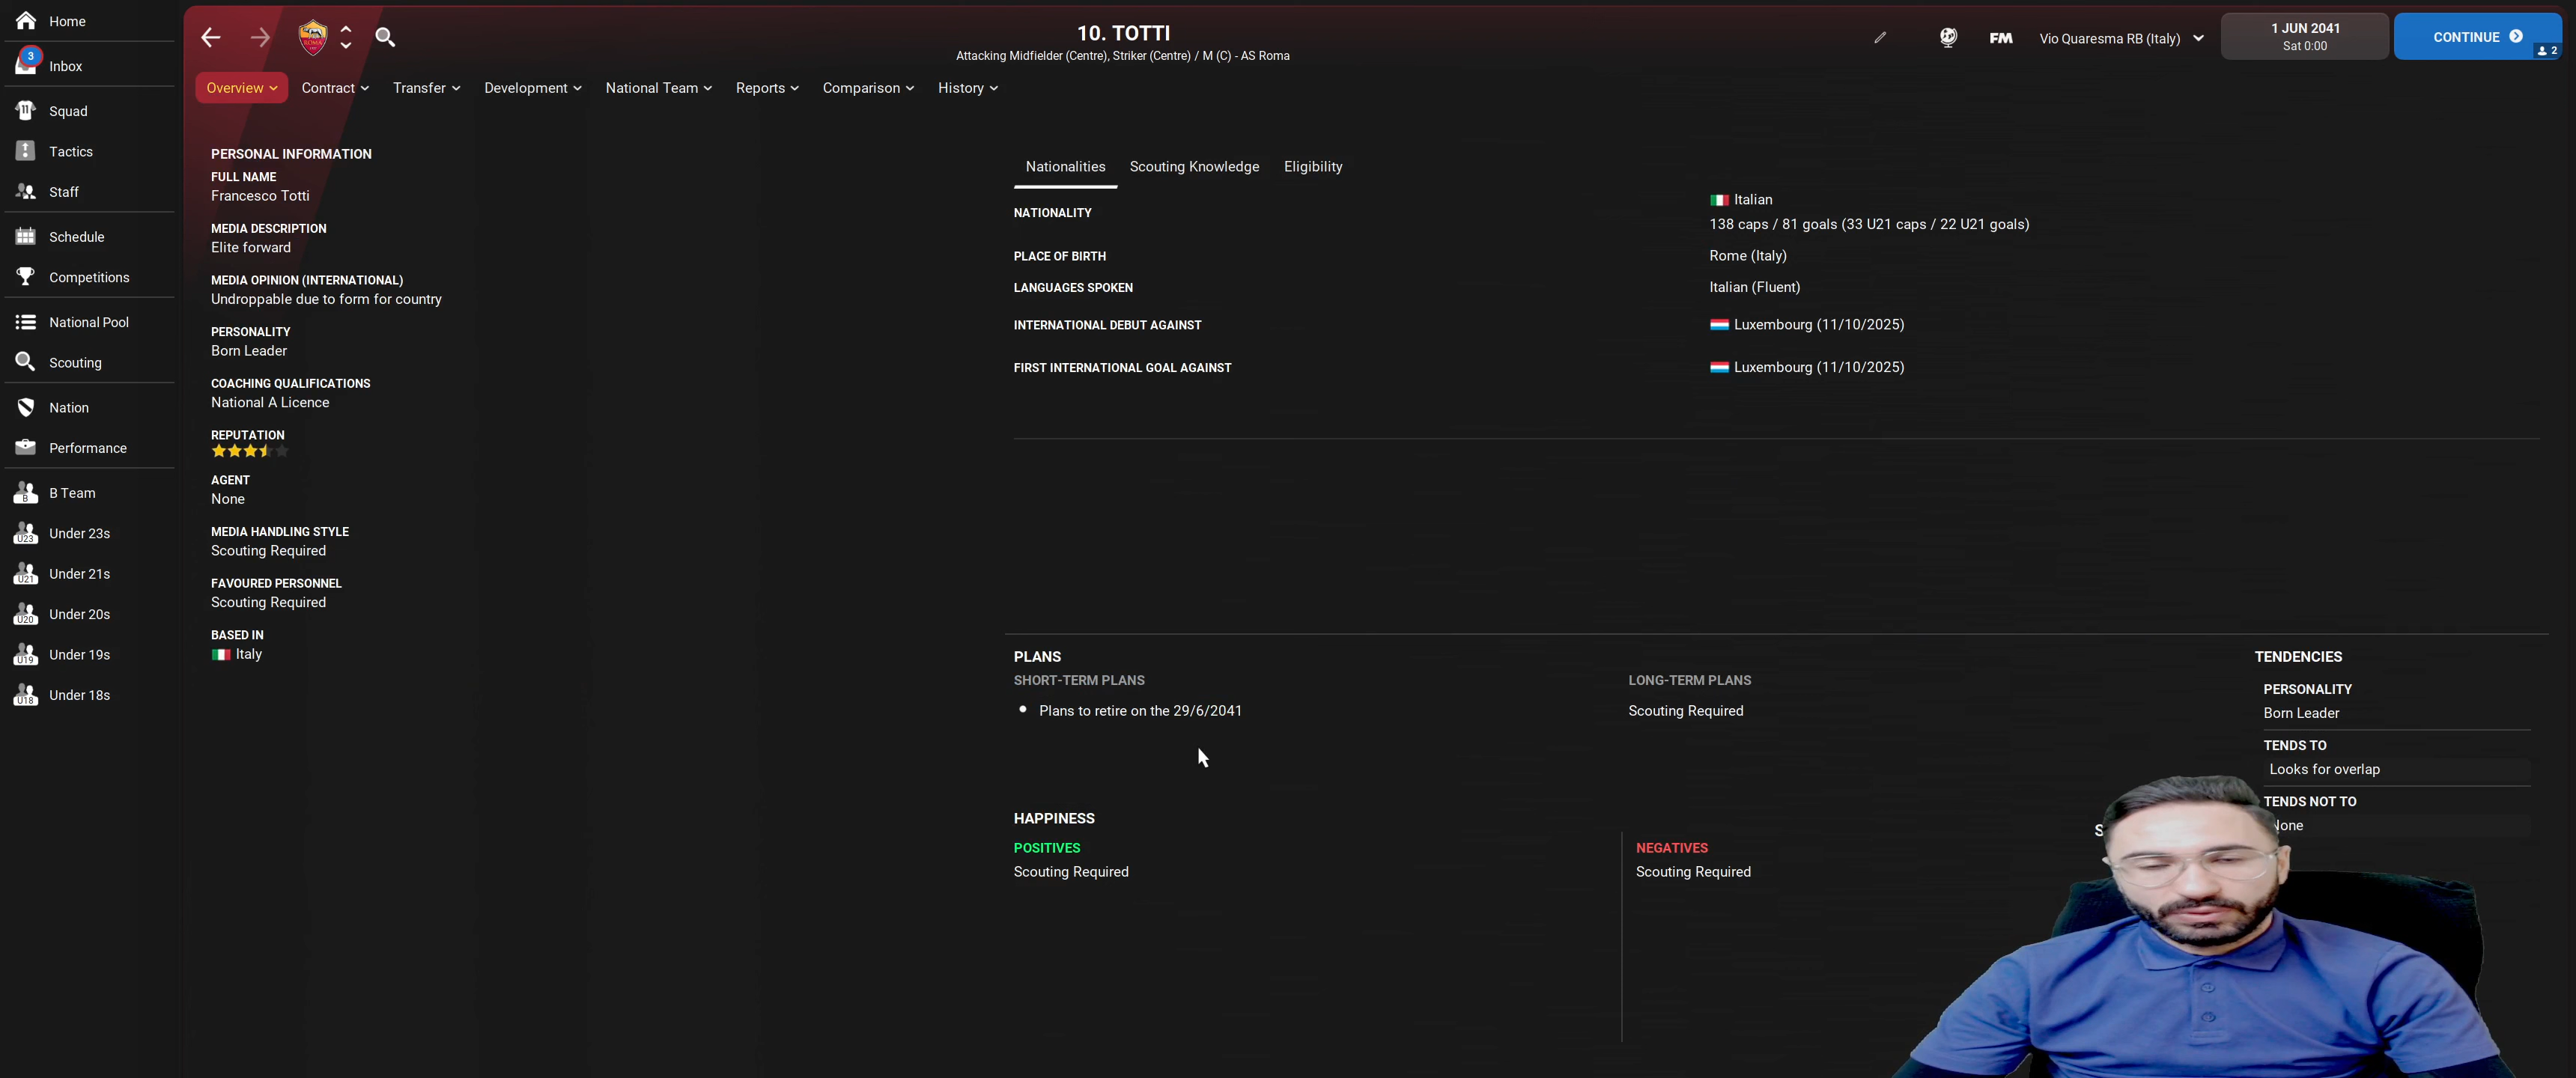 Home
3
Inbox
Squad
Tactics
Staff
Schedule
Competitions
National Pool
Scouting
Nation
Performance
B
B Team
U23
Under 23s
U21
Under 21s
U20
Under 20s
U19
Under 19s
U18
Under 18s
10. TOTTI
Attacking Midfielder (Centre), Striker (Centre) / M (C) - AS Roma
FM
Vio Quaresma RB (Italy)
1 JUN 2041
Sat 0:00
CONTINUE
2
Overview
Contract
Transfer
Development
National Team
Reports
Comparison
History
PERSONAL INFORMATION
FULL NAME
Francesco Totti
MEDIA DESCRIPTION
Elite forward
MEDIA OPINION (INTERNATIONAL)
Undroppable due to form for country
PERSONALITY
Born Leader
COACHING QUALIFICATIONS
National A Licence
REPUTATION
AGENT
None
MEDIA HANDLING STYLE
Scouting Required
FAVOURED PERSONNEL
Scouting Required
BASED IN
Italy
Nationalities
Scouting Knowledge
Eligibility
NATIONALITY
Italian
138 caps / 81 goals (33 U21 caps / 22 U21 goals)
PLACE OF BIRTH
Rome (Italy)
LANGUAGES SPOKEN
Italian (Fluent)
INTERNATIONAL DEBUT AGAINST
Luxembourg (11/10/2025)
FIRST INTERNATIONAL GOAL AGAINST
Luxembourg (11/10/2025)
PLANS
SHORT-TERM PLANS
Plans to retire on the 29/6/2041
LONG-TERM PLANS
Scouting Required
HAPPINESS
POSITIVES
Scouting Required
NEGATIVES
Scouting Required
TENDENCIES
PERSONALITY
Born Leader
TENDS TO
Looks for overlap
TENDS NOT TO
None